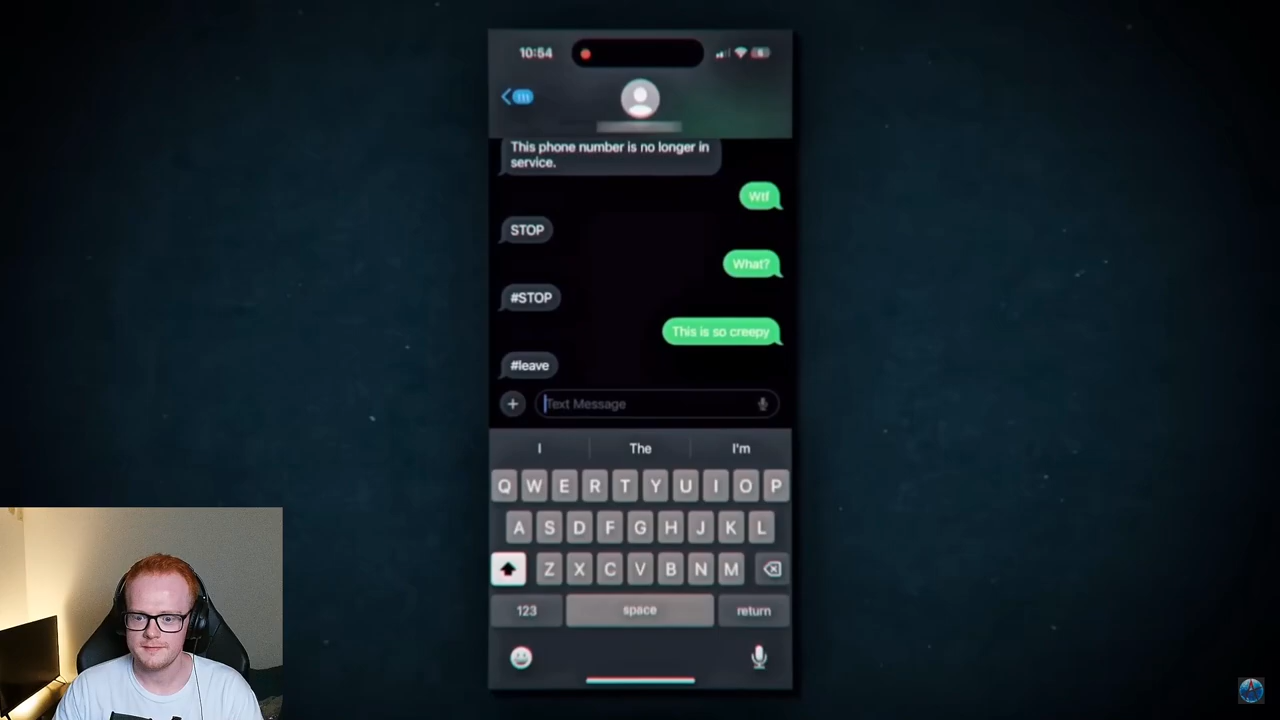 10:54
111
This phone number is no longer in
service.
Wtf
STOP
What?
#STOP
This is so creepy
#leave
Text Message
I The I'm
Q W E R T Y U I O P
A S D F G H J K L
Z X C V B N M
123 space return